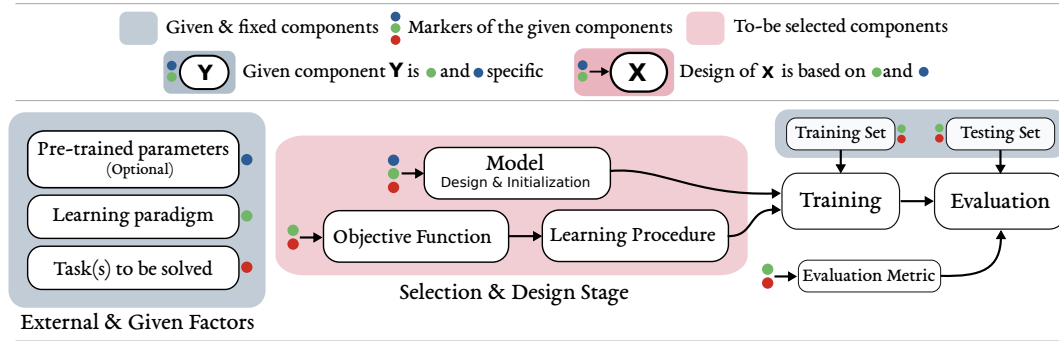 Given & fixed components
Markers of the given components
To-be selected components
Y
Given component Y is and specific
X
Design of X is based on and
Pre-trained parameters
(Optional)
Learning paradigm
Task(s) to be solved
External & Given Factors
Model
Design & Initialization
Objective Function
Learning Procedure
Selection & Design Stage
Training Set
Testing Set
Training
Evaluation
Evaluation Metric